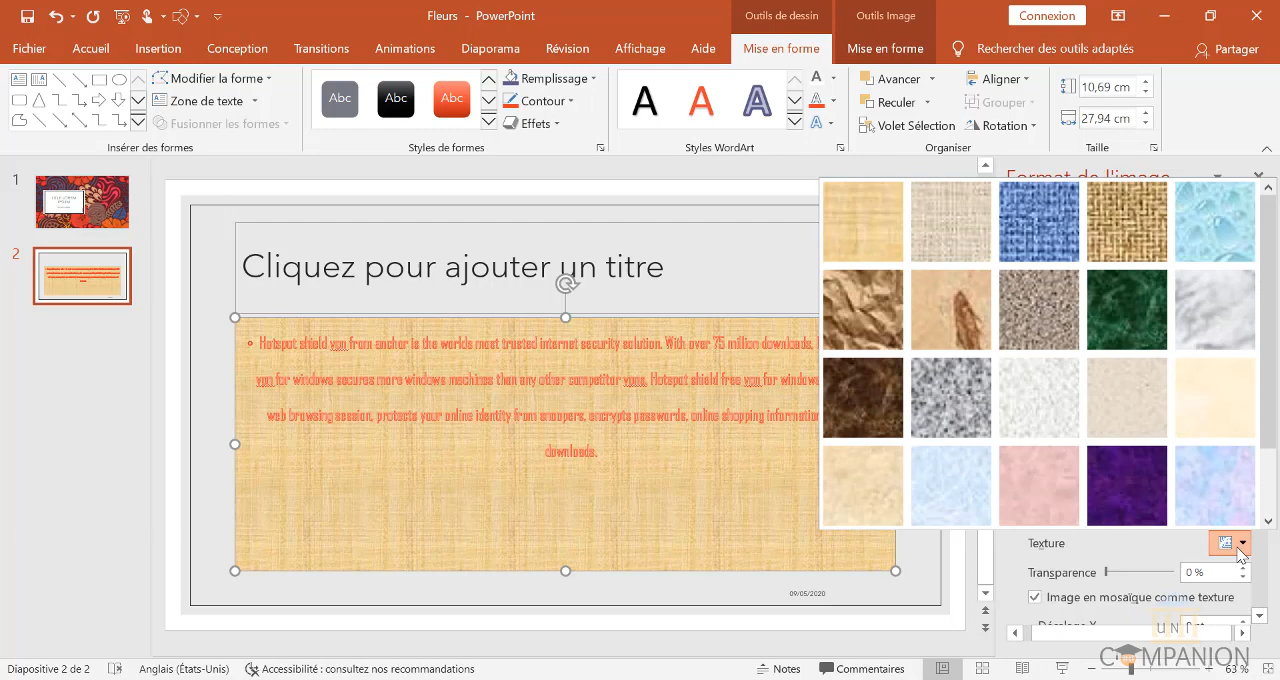 Fleurs - PowerPoint
Outils de dessin
Outils Image
Connexion
Fichier
Accueil
Insertion
Conception
Transitions
Animations
Diaporama
Révision
Affichage
Aide
Mise en forme
Mise en forme
Rechercher des outils adaptés
Partager
Modifier la forme
Zone de texte
Fusionner les formes
Insérer des formes
Abc
Abc
Abc
Remplissage
Contour
Effets
Styles de formes
A
A
A
A
A
A
Styles WordArt
Avancer
Reculer
Volet Sélection
Aligner
Grouper
Rotation
Organiser
10,69 cm
27,94 cm
Taille
Format de l'image
1
2
Cliquez pour ajouter un titre
Hotspot shield vpn from anchor is the worlds most trusted internet security solution. With over 75 million downloads,
vpn for windows secures more windows machines than any other competitor vpns. Hotspot shield free vpn for windows
web browsing session, protects your online identity from snoopers, encrypts passwords, online shopping information
downloads.
09/05/2020
Texture
Transparence
0 %
Image en mosaïque comme texture
Décalage X
COMPANION
Diapositive 2 de 2
Anglais (États-Unis)
Accessibilité : consultez nos recommandations
Notes
Commentaires
63 %